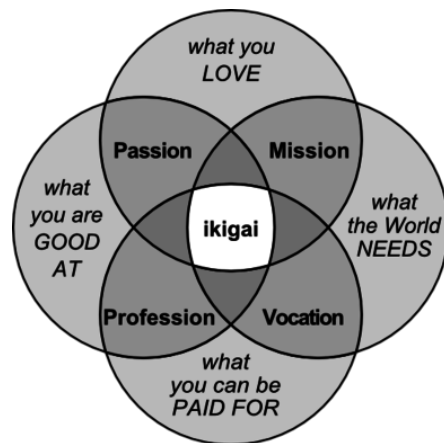 what you
LOVE
Passion
Mission
what
you are
GOOD
AT
ikigai
what
the World
NEEDS
Profession
Vocation
what
you can be
PAID FOR